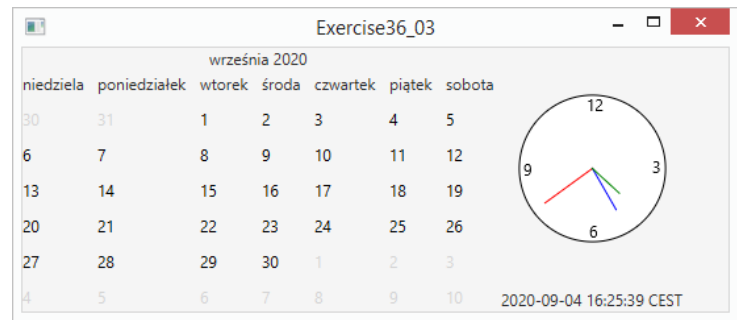 Exercise36_03
września 2020
niedziela poniedziałek wtorek środa czwartek piątek sobota
30 31 1 2 3 4 5
6 7 8 9 10 11 12
13 14 15 16 17 18 19
20 21 22 23 24 25 26
27 28 29 30 1 2 3
4 5 6 7 8 9 10
12
9 3
6
2020-09-04 16:25:39 CEST